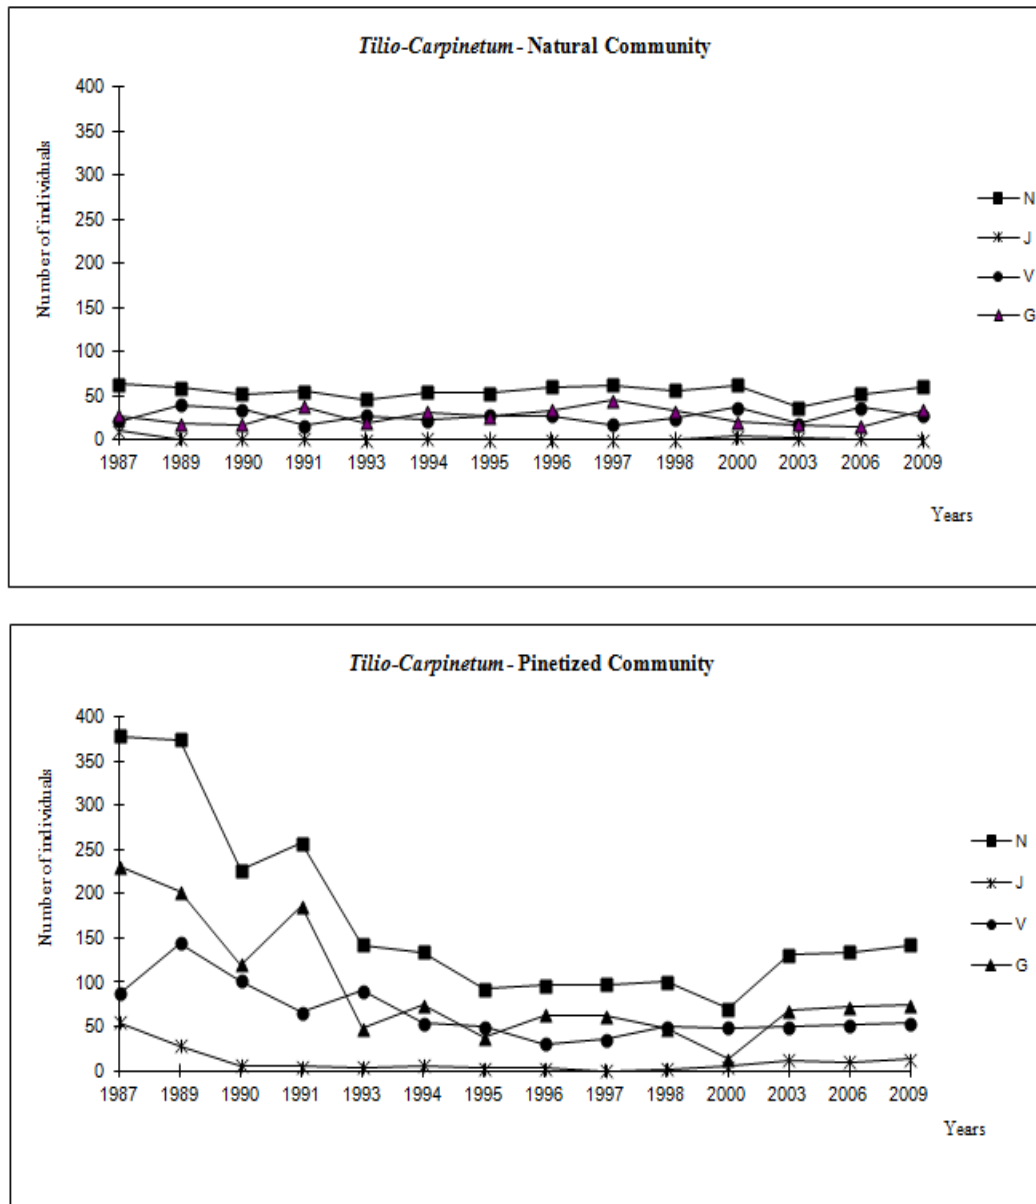 Tilio-Carpinetum - Natural Community
Number of individuals
400
350
300
250
200
150
100
50
0
1987 1989 1990 1991 1993 1994 1995 1996 1997 1998 2000 2003 2006 2009
Years
N
J
V
G
Tilio-Carpinetum - Pinetized Community
Number of individuals
400
350
300
250
200
150
100
50
0
1987 1989 1990 1991 1993 1994 1995 1996 1997 1998 2000 2003 2006 2009
Years
N
J
V
G